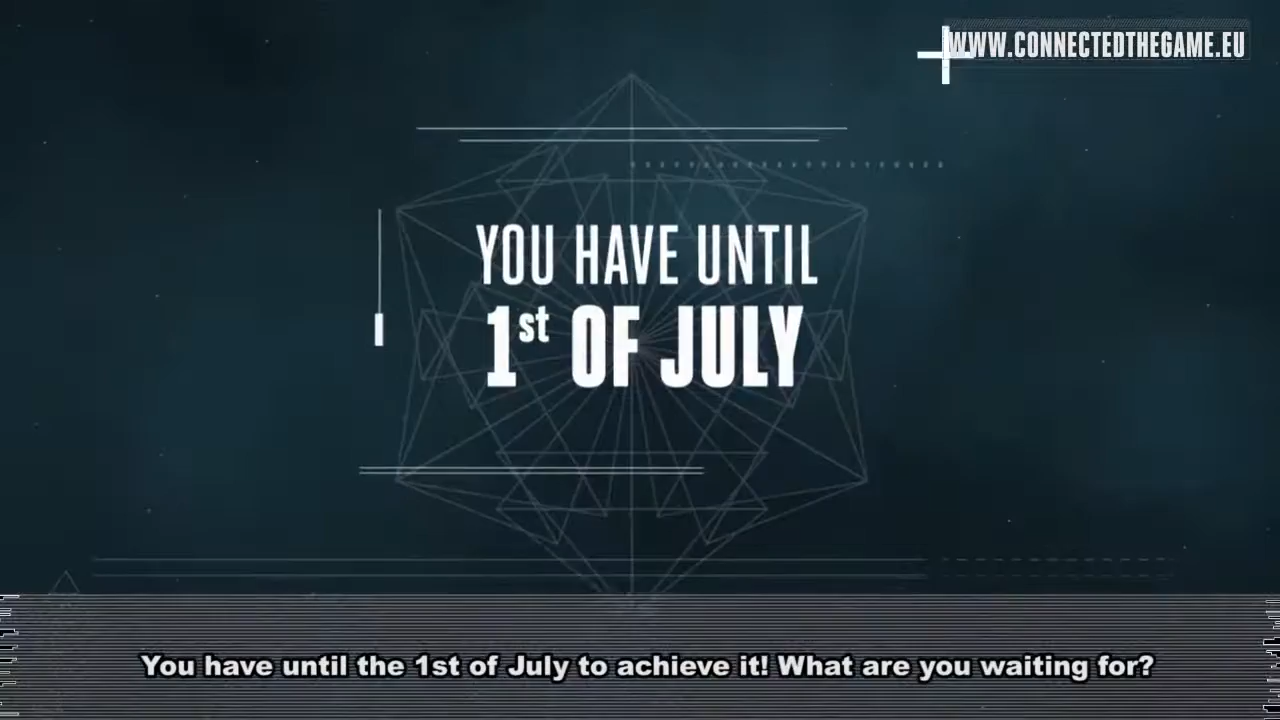 WWW.CONNECTEDTHEGAME.EU
YOU HAVE UNTIL
1st OF JULY
You have until the 1st of July to achieve it! What are you waiting for?